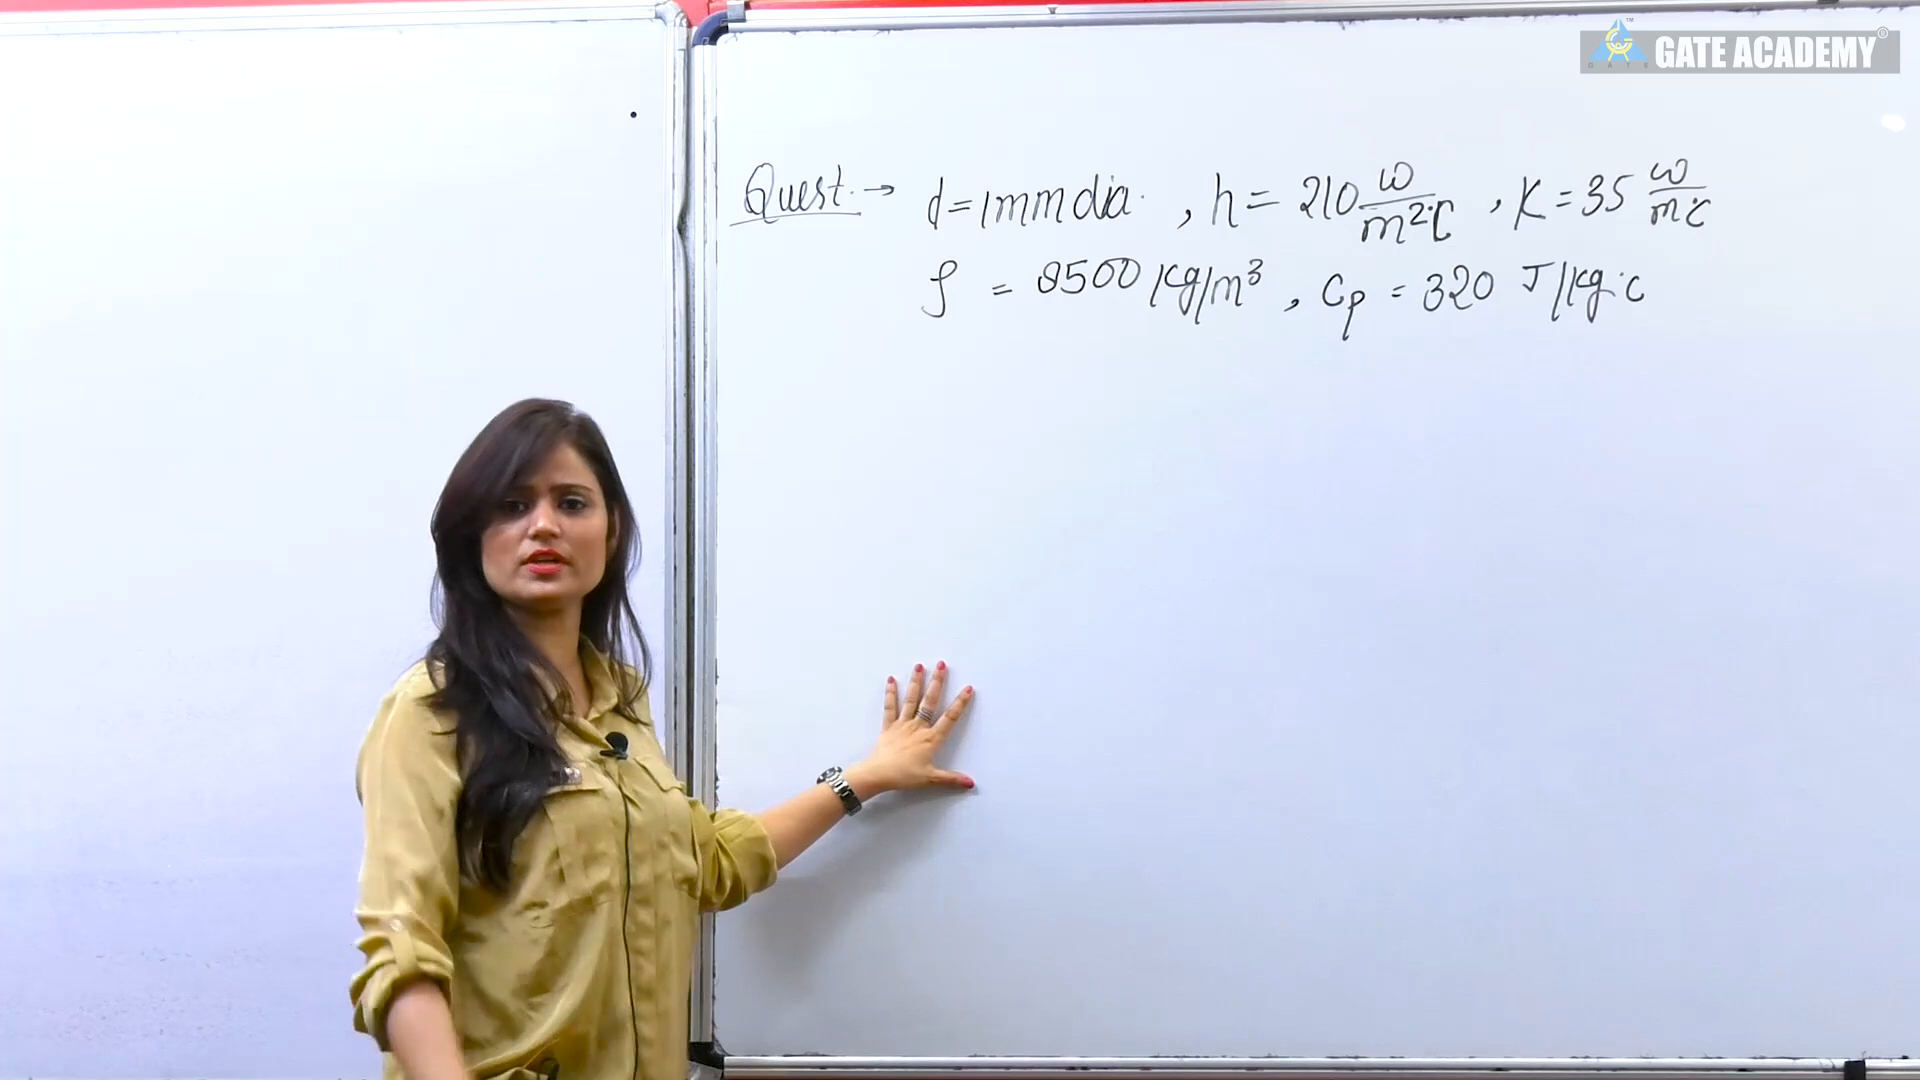 GATE ACADEMY®
Quest. → d = 1mm dia. , h = 210 W/m²°C , K = 35 W/m°C
ρ = 8500 Kg/m³ , Cp = 320 J/Kg°C